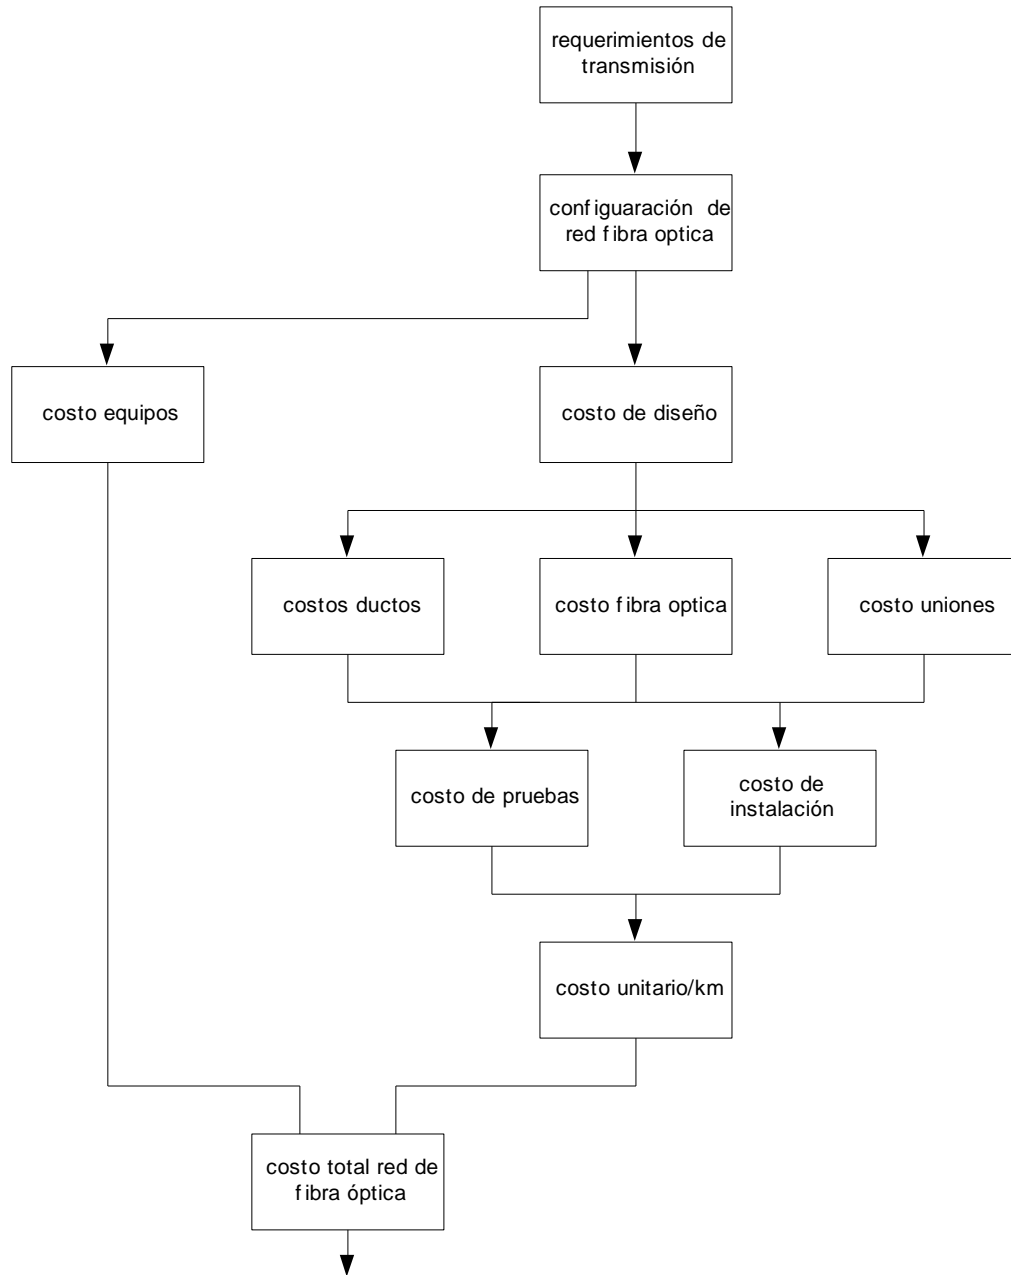 requerimientos de
transmisión
configuaración de
red fibra optica
costo equipos
costo de diseño
costos ductos
costo fibra optica
costo uniones
costo de pruebas
costo de
instalación
costo unitario/km
costo total red de
fibra óptica